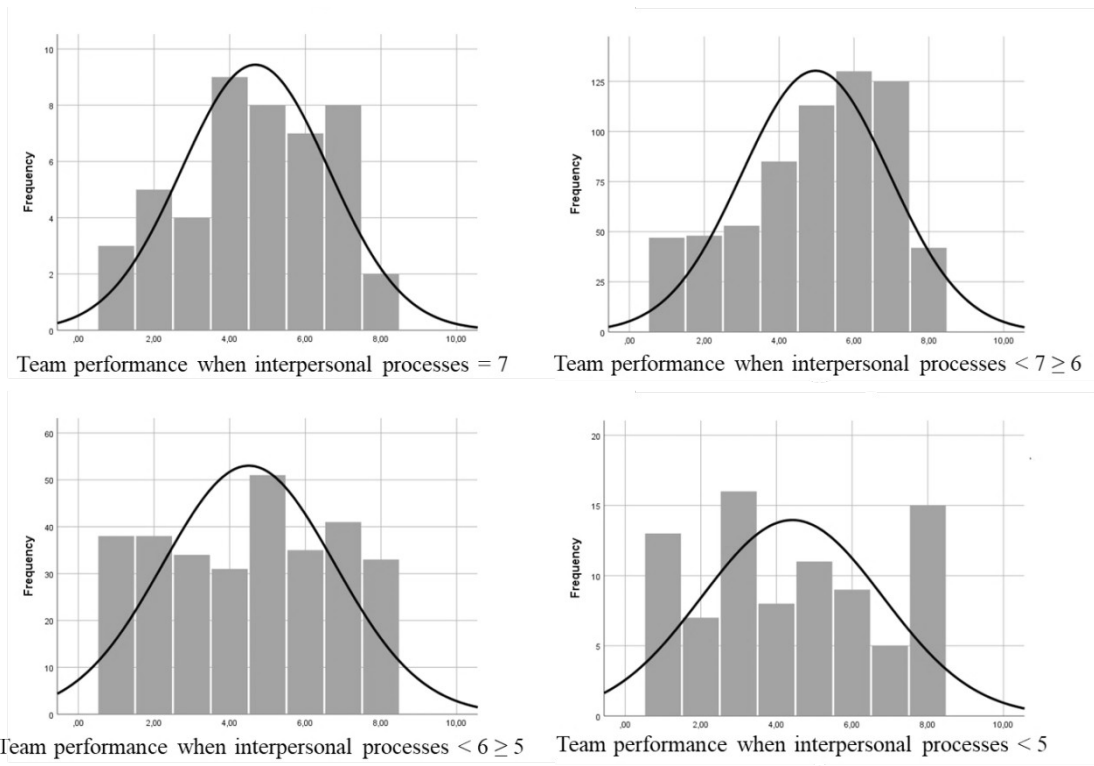 10
8
6
4
2
0
Frequency
,00 2,00 4,00 6,00 8,00 10,00
Team performance when interpersonal processes = 7
125
100
75
50
25
0
Frequency
,00 2,00 4,00 6,00 8,00 10,00
Team performance when interpersonal processes < 7 ≥ 6
60
50
40
30
20
10
0
Frequency
,00 2,00 4,00 6,00 8,00 10,00
Team performance when interpersonal processes < 6 ≥ 5
20
15
10
5
0
Frequency
,00 2,00 4,00 6,00 8,00 10,00
Team performance when interpersonal processes < 5